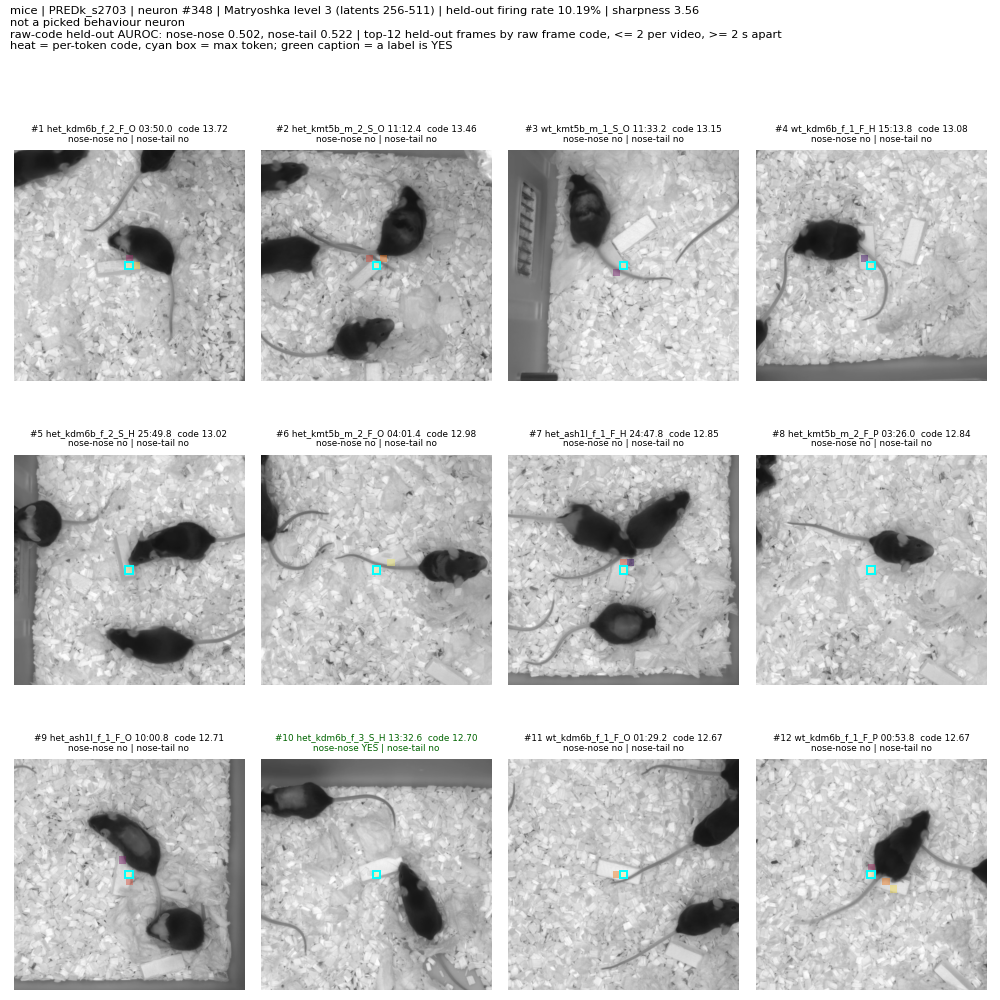 mice | PREDk_s2703 | neuron #348 | Matryoshka level 3 (latents 256-511) | held-out firing rate 10.19% | sharpness 3.56
not a picked behaviour neuron
raw-code held-out AUROC: nose-nose 0.502, nose-tail 0.522 | top-12 held-out frames by raw frame code, <= 2 per video, >= 2 s apart
heat = per-token code, cyan box = max token; green caption = a label is YES
#1 het_kdm6b_f_2_F_O 03:50.0  code 13.72
nose-nose no | nose-tail no
#2 het_kmt5b_m_2_S_O 11:12.4  code 13.46
nose-nose no | nose-tail no
#3 wt_kmt5b_m_1_S_O 11:33.2  code 13.15
nose-nose no | nose-tail no
#4 wt_kdm6b_f_1_F_H 15:13.8  code 13.08
nose-nose no | nose-tail no
#5 het_kdm6b_f_2_S_H 25:49.8  code 13.02
nose-nose no | nose-tail no
#6 het_kmt5b_m_2_F_O 04:01.4  code 12.98
nose-nose no | nose-tail no
#7 het_ash1l_f_1_F_H 24:47.8  code 12.85
nose-nose no | nose-tail no
#8 het_kmt5b_m_2_F_P 03:26.0  code 12.84
nose-nose no | nose-tail no
#9 het_ash1l_f_1_F_O 10:00.8  code 12.71
nose-nose no | nose-tail no
#10 het_kdm6b_f_3_S_H 13:32.6  code 12.70
nose-nose YES | nose-tail no
#11 wt_kdm6b_f_1_F_O 01:29.2  code 12.67
nose-nose no | nose-tail no
#12 wt_kdm6b_f_1_F_P 00:53.8  code 12.67
nose-nose no | nose-tail no